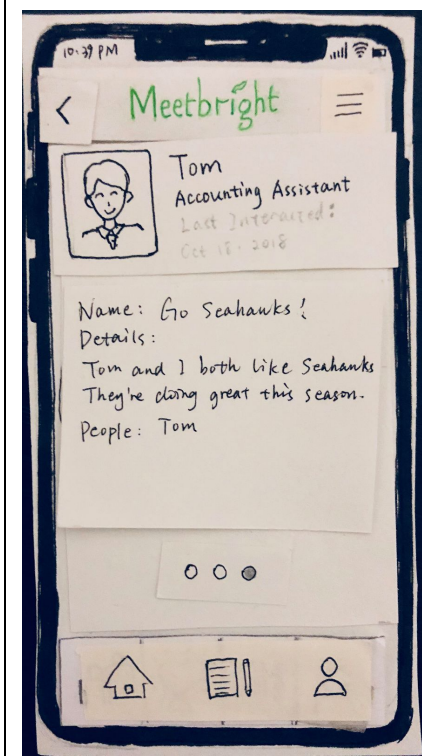 10:39 PM
Meetbright
Tom
Accounting Assistant
Last Interacted:
Oct 18, 2018
Name: Go Seahawks!
Details:
Tom and I both like Seahawks
They're doing great this season.
People: Tom